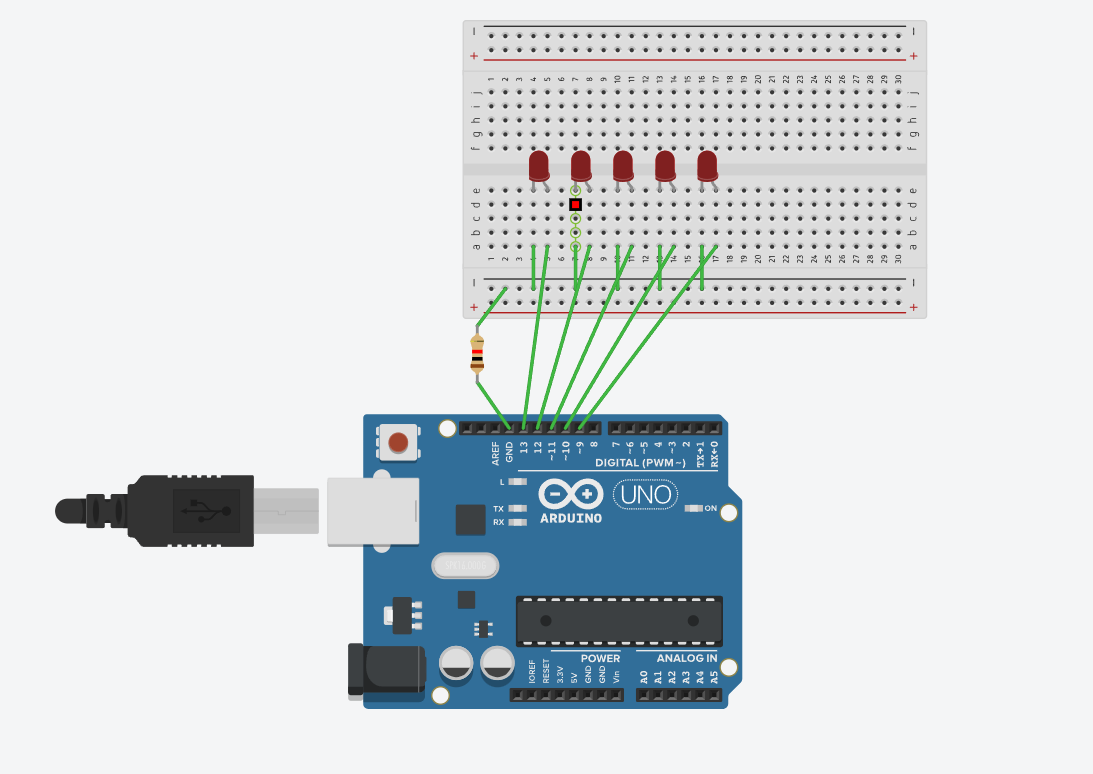 − −
+ +
1 2 3 4 5 6 7 8 9 10 11 12 13 14 15 16 17 18 19 20 21 22 23 24 25 26 27 28 29 30
j j
i i
h h
g g
f f
e e
d d
c c
b b
a a
1 2 3 4 5 6 7 8 9 10 11 12 13 14 15 16 17 18 19 20 21 22 23 24 25 26 27 28 29 30
− −
+ +
AREF GND 13 12 ~11 ~10 ~9 8 7 ~6 ~5 4 ~3 2 TX→1 RX←0
DIGITAL (PWM~)
L
TX
RX
ARDUINO
UNO
ON
POWER
ANALOG IN
IOREF RESET 3.3V 5V GND GND Vin A0 A1 A2 A3 A4 A5